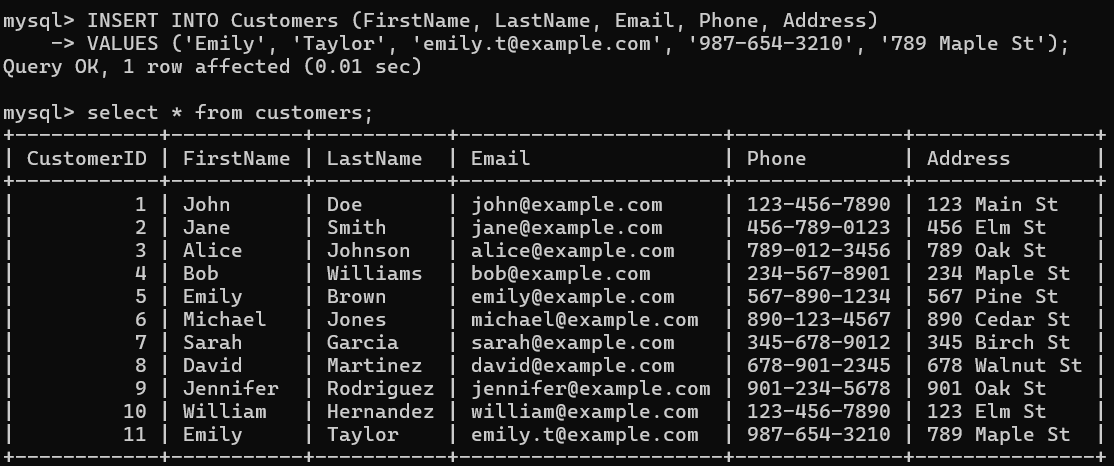 mysql> INSERT INTO Customers (FirstName, LastName, Email, Phone, Address)
    -> VALUES ('Emily', 'Taylor', 'emily.t@example.com', '987-654-3210', '789 Maple St');
Query OK, 1 row affected (0.01 sec)

mysql> select * from customers;
+------------+-----------+-----------+----------------------+--------------+---------------+
| CustomerID | FirstName | LastName  | Email                | Phone        | Address       |
+------------+-----------+-----------+----------------------+--------------+---------------+
|          1 | John      | Doe       | john@example.com     | 123-456-7890 | 123 Main St   |
|          2 | Jane      | Smith     | jane@example.com     | 456-789-0123 | 456 Elm St    |
|          3 | Alice     | Johnson   | alice@example.com    | 789-012-3456 | 789 Oak St    |
|          4 | Bob       | Williams  | bob@example.com      | 234-567-8901 | 234 Maple St  |
|          5 | Emily     | Brown     | emily@example.com    | 567-890-1234 | 567 Pine St   |
|          6 | Michael   | Jones     | michael@example.com  | 890-123-4567 | 890 Cedar St  |
|          7 | Sarah     | Garcia    | sarah@example.com    | 345-678-9012 | 345 Birch St  |
|          8 | David     | Martinez  | david@example.com    | 678-901-2345 | 678 Walnut St |
|          9 | Jennifer  | Rodriguez | jennifer@example.com | 901-234-5678 | 901 Oak St    |
|         10 | William   | Hernandez | william@example.com  | 123-456-7890 | 123 Elm St    |
|         11 | Emily     | Taylor    | emily.t@example.com  | 987-654-3210 | 789 Maple St  |
+------------+-----------+-----------+----------------------+--------------+---------------+